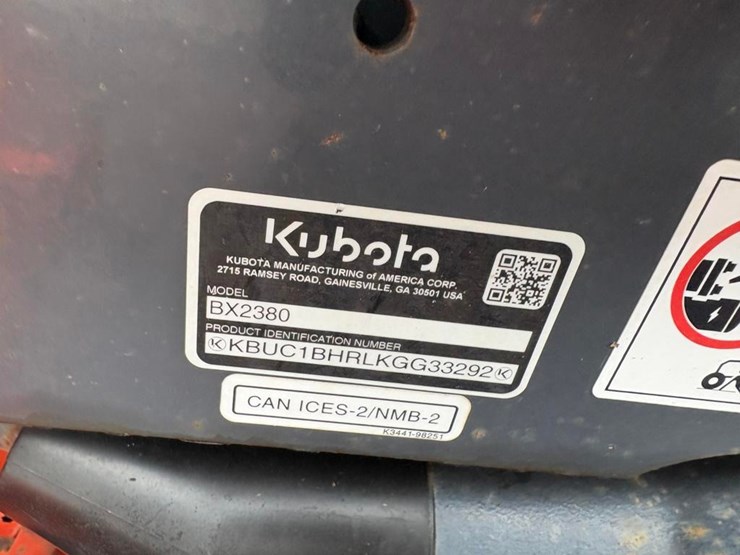 Kubota
KUBOTA MANUFACTURING of AMERICA CORP.
2715 RAMSEY ROAD, GAINESVILLE, GA 30501 USA
MODEL
BX2380
PRODUCT IDENTIFICATION NUMBER
KBUC1BHRLKGG33292
CAN ICES-2/NMB-2
K3441-98251